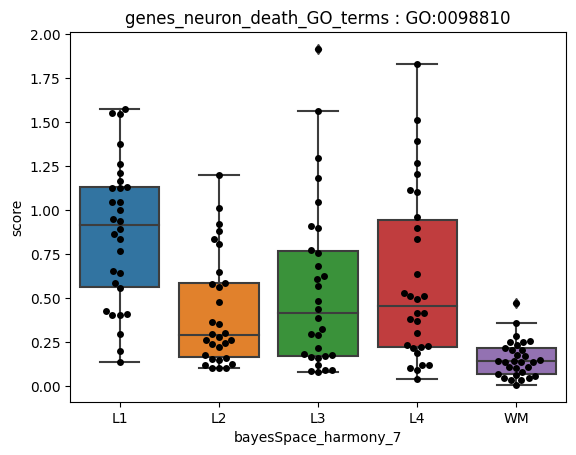 genes_neuron_death_GO_terms : GO:0098810
2.00
1.75
1.50
1.25
1.00
0.75
0.50
0.25
0.00
score
L1 L2 L3 L4 WM
bayesSpace_harmony_7